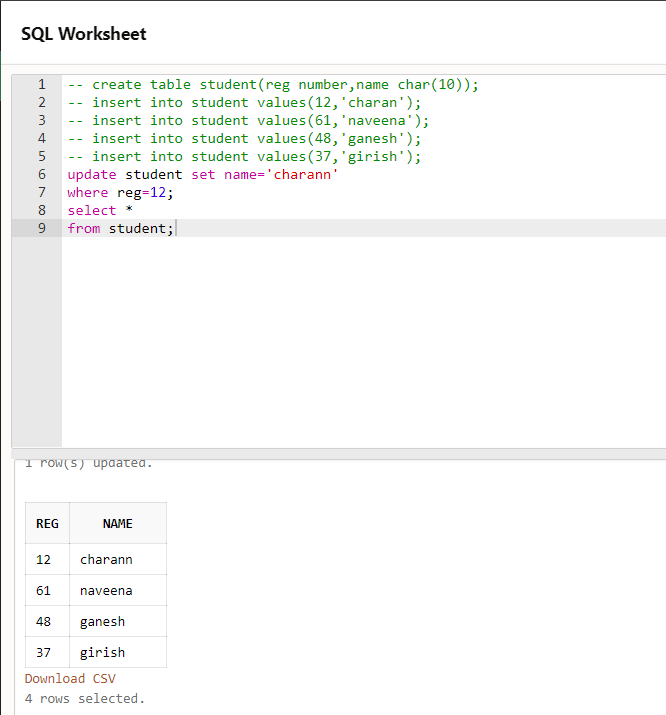 SQL Worksheet
1 -- create table student(reg number,name char(10));
2 -- insert into student values(12,'charan');
3 -- insert into student values(61,'naveena');
4 -- insert into student values(48,'ganesh');
5 -- insert into student values(37,'girish');
6 update student set name='charann'
7 where reg=12;
8 select *
9 from student;
1 row(s) updated.
REG NAME
12 charann
61 naveena
48 ganesh
37 girish
Download CSV
4 rows selected.